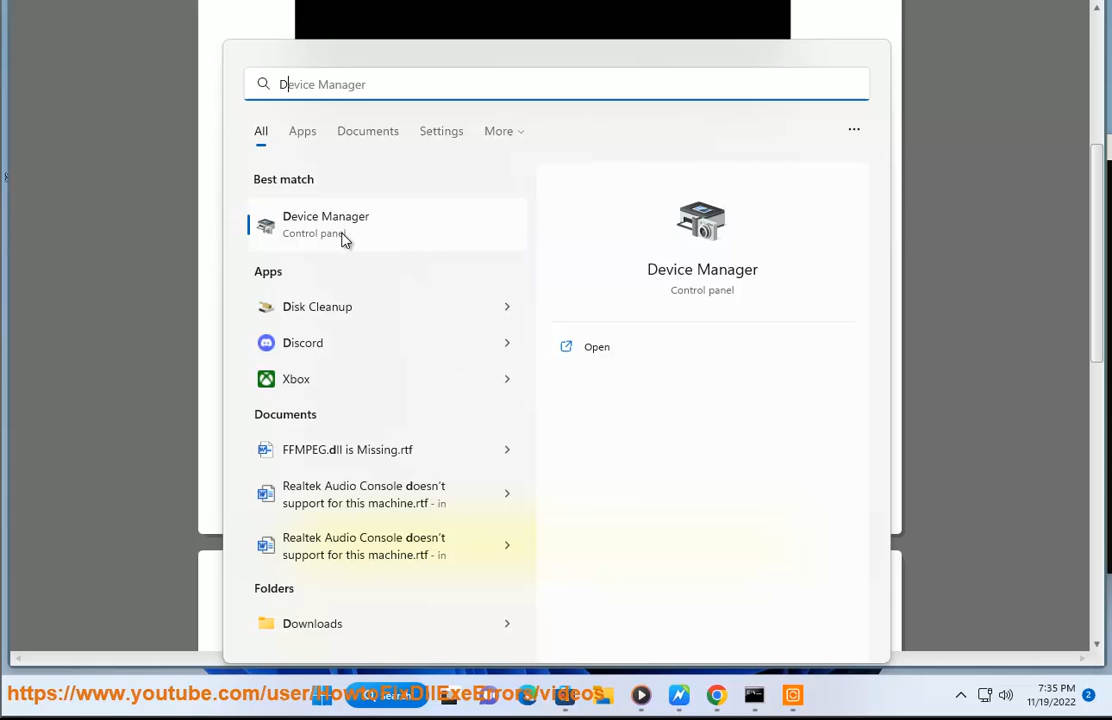 Device Manager
All Apps Documents Settings More
Best match
Device Manager
Control panel
Apps
Disk Cleanup
Discord
Xbox
Documents
FFMPEG.dll is Missing.rtf
Realtek Audio Console doesn't
support for this machine.rtf - in
Realtek Audio Console doesn't
support for this machine.rtf - in
Folders
Downloads
Device Manager
Control panel
Open
https://www.youtube.com/user/HowtoFixDllExeErrors/videos
Search
7:35 PM
11/19/2022
2